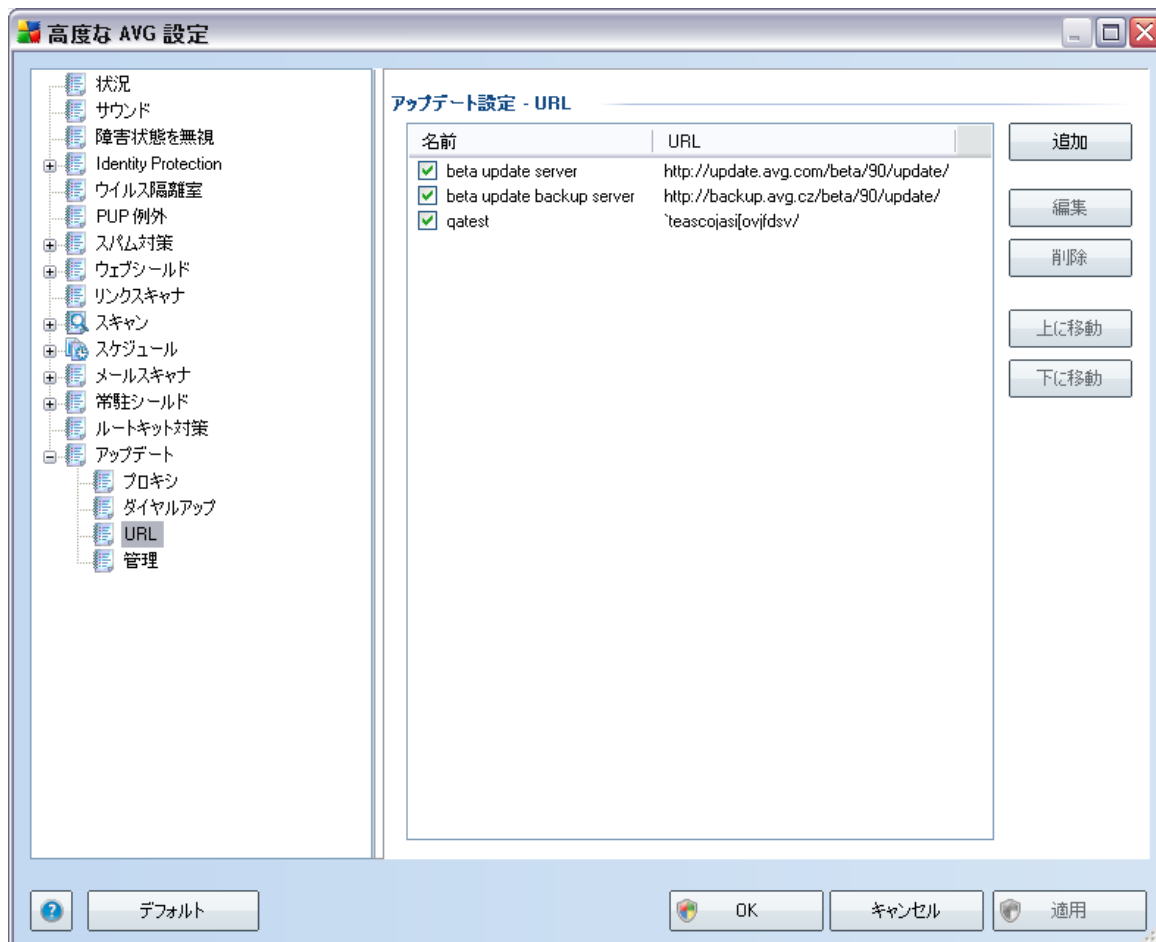 高度な AVG 設定
状況
サウンド
障害状態を無視
Identity Protection
ウイルス隔離室
PUP 例外
スパム対策
ウェブシールド
リンクスキャナ
スキャン
スケジュール
メールスキャナ
常駐シールド
ルートキット対策
アップデート
プロキシ
ダイヤルアップ
URL
管理
アップデート設定 - URL
名前 URL
beta update server http://update.avg.com/beta/90/update/
beta update backup server http://backup.avg.cz/beta/90/update/
qatest `teascojasi[ovjfdsv/
追加
編集
削除
上に移動
下に移動
デフォルト
OK
キャンセル
適用